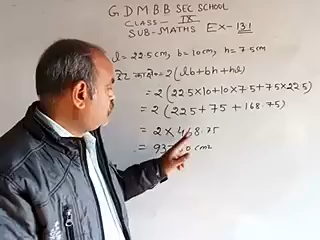 G D M B B SEC SCHOOL
CLASS - IX
SUB- MATHS Ex-13.1
l = 22.5 cm, b = 10 cm, h = 7.5 cm
= 2 (lb + bh + hl)
= 2 (22.5 × 10 + 10 × 7.5 + 7.5 × 22.5)
= 2 (225 + 75 + 168.75)
= 2 × 468.75
= 93 cm²